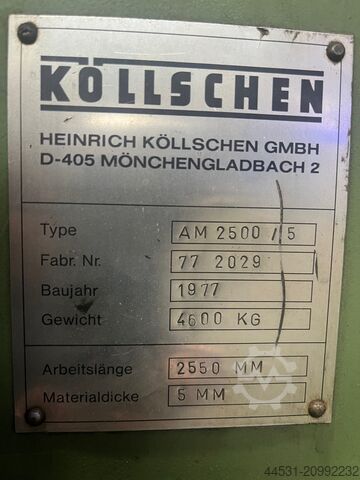 KÖLLSCHEN
HEINRICH KÖLLSCHEN GMBH
D-405 MÖNCHENGLADBACH 2
Type AM 2500 / 5
Fabr. Nr. 77 2029
Baujahr 1977
Gewicht 4600 KG
Arbeitslänge 2550 MM
Materialdicke 5 MM
44531-20992232